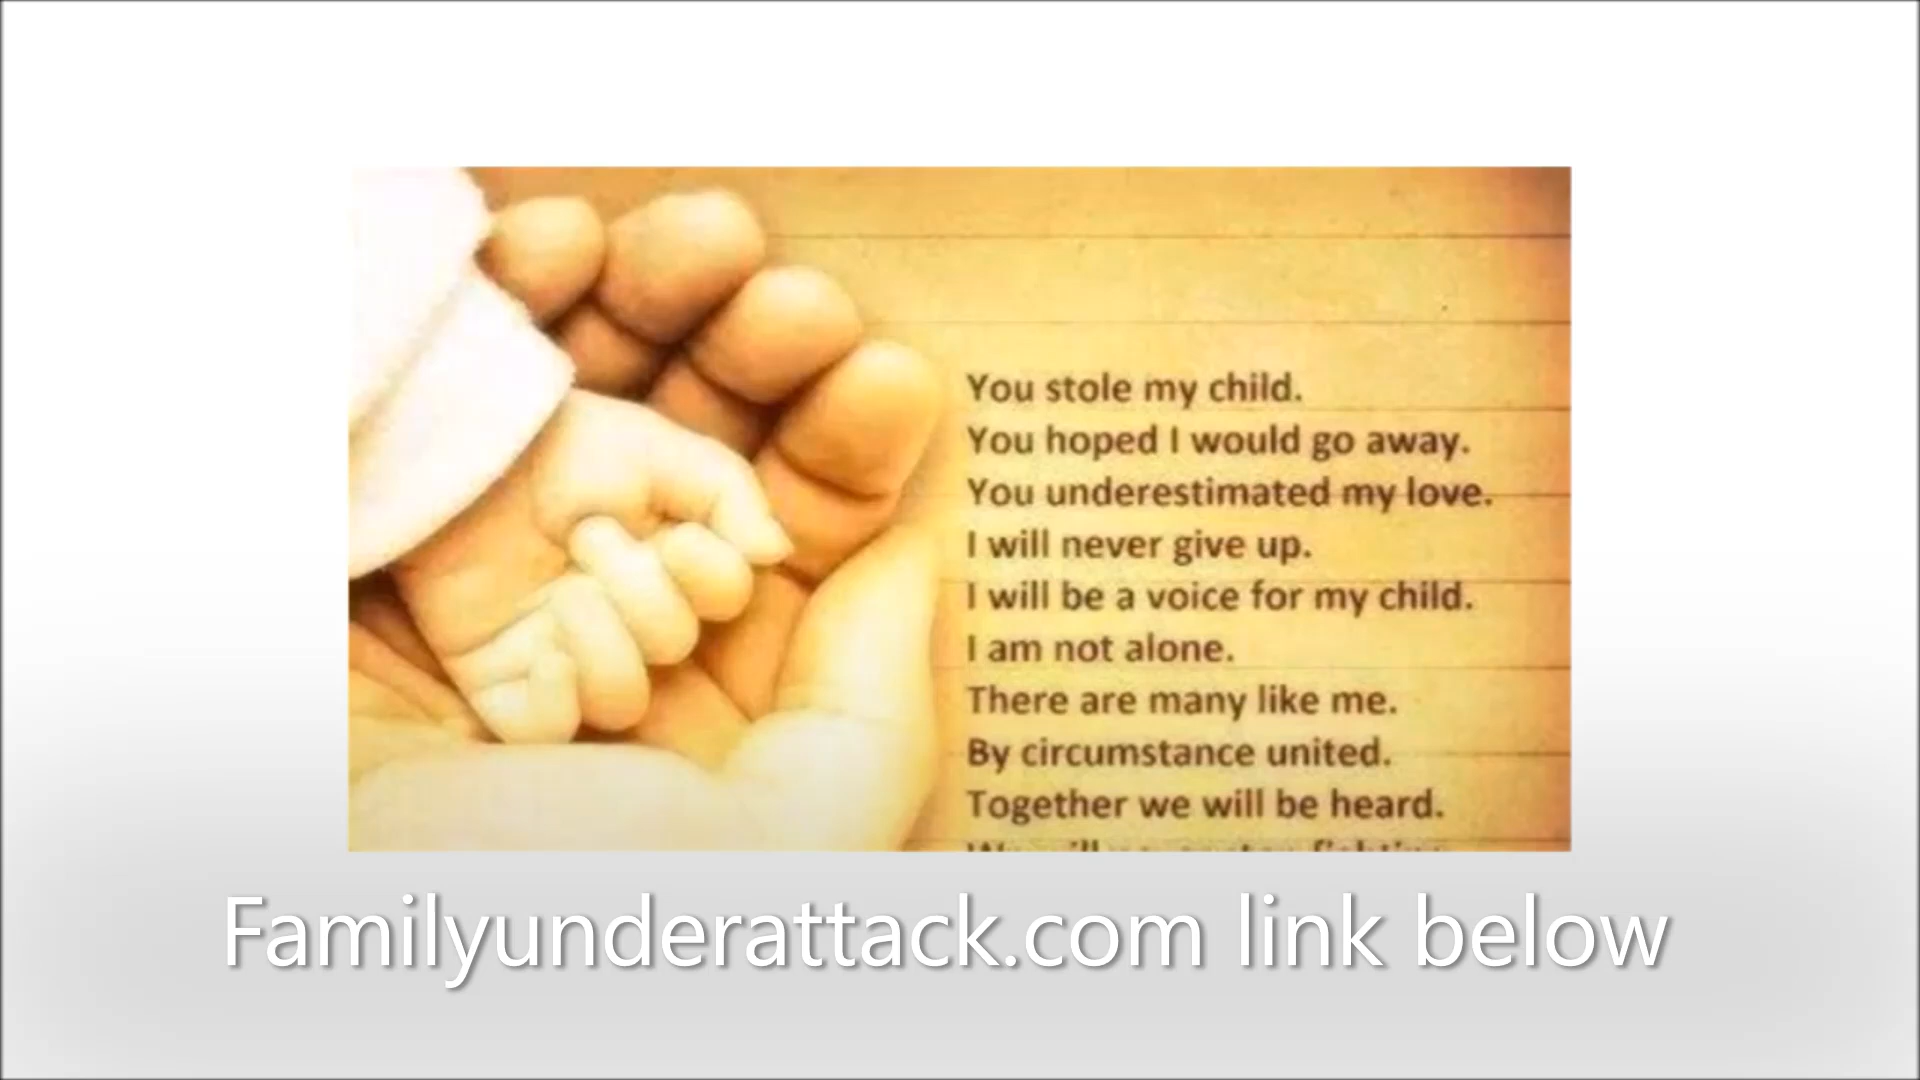 You stole my child.
You hoped I would go away.
You underestimated my love.
I will never give up.
I will be a voice for my child.
I am not alone.
There are many like me.
By circumstance united.
Together we will be heard.
Familyunderattack.com link below